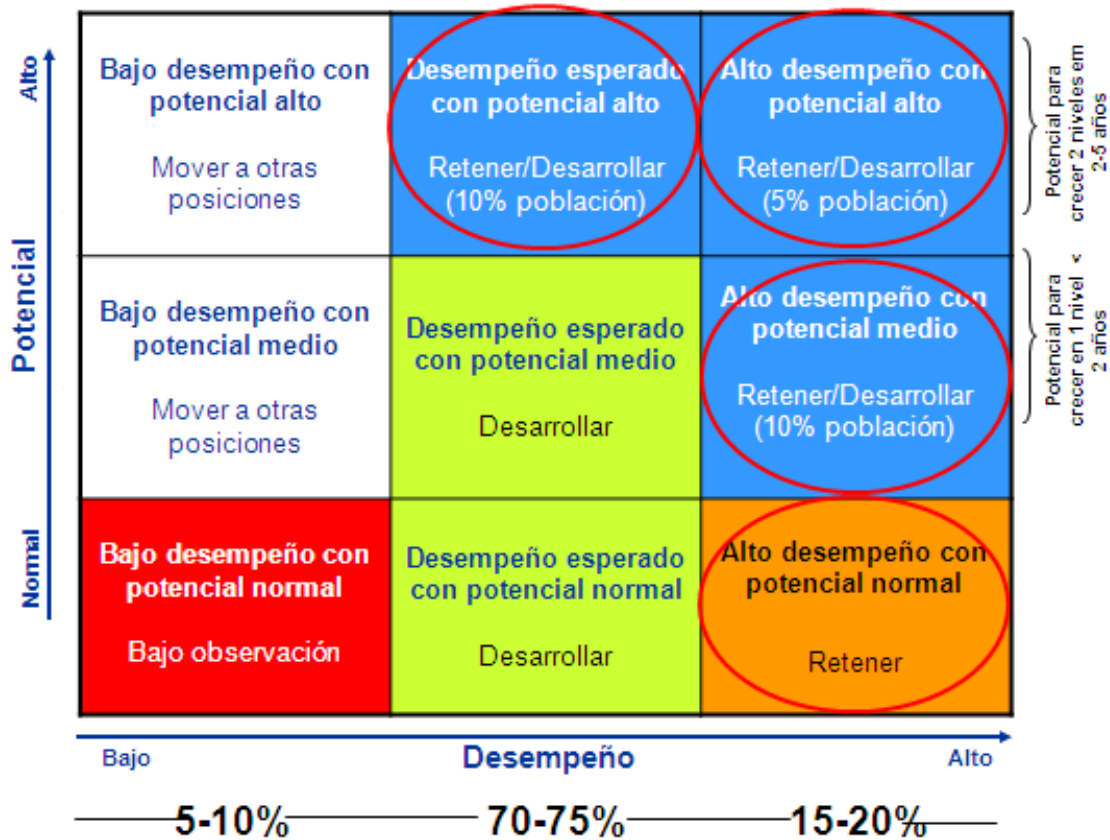 Alto
Potencial
Normal
Bajo desempeño con
potencial alto
Mover a otras
posiciones
Desempeño esperado
con potencial alto
Retener/Desarrollar
(10% población)
Alto desempeño con
potencial alto
Retener/Desarrollar
(5% población)
Potencial para
crecer 2 niveles em
2-5 años
Bajo desempeño con
potencial medio
Mover a otras
posiciones
Desempeño esperado
con potencial medio
Desarrollar
Alto desempeño con
potencial medio
Retener/Desarrollar
(10% población)
Potencial para
crecer en 1 nivel <
2 años
Bajo desempeño con
potencial normal
Bajo observación
Desempeño esperado
con potencial normal
Desarrollar
Alto desempeño con
potencial normal
Retener
Bajo
Desempeño
Alto
5-10%
70-75%
15-20%